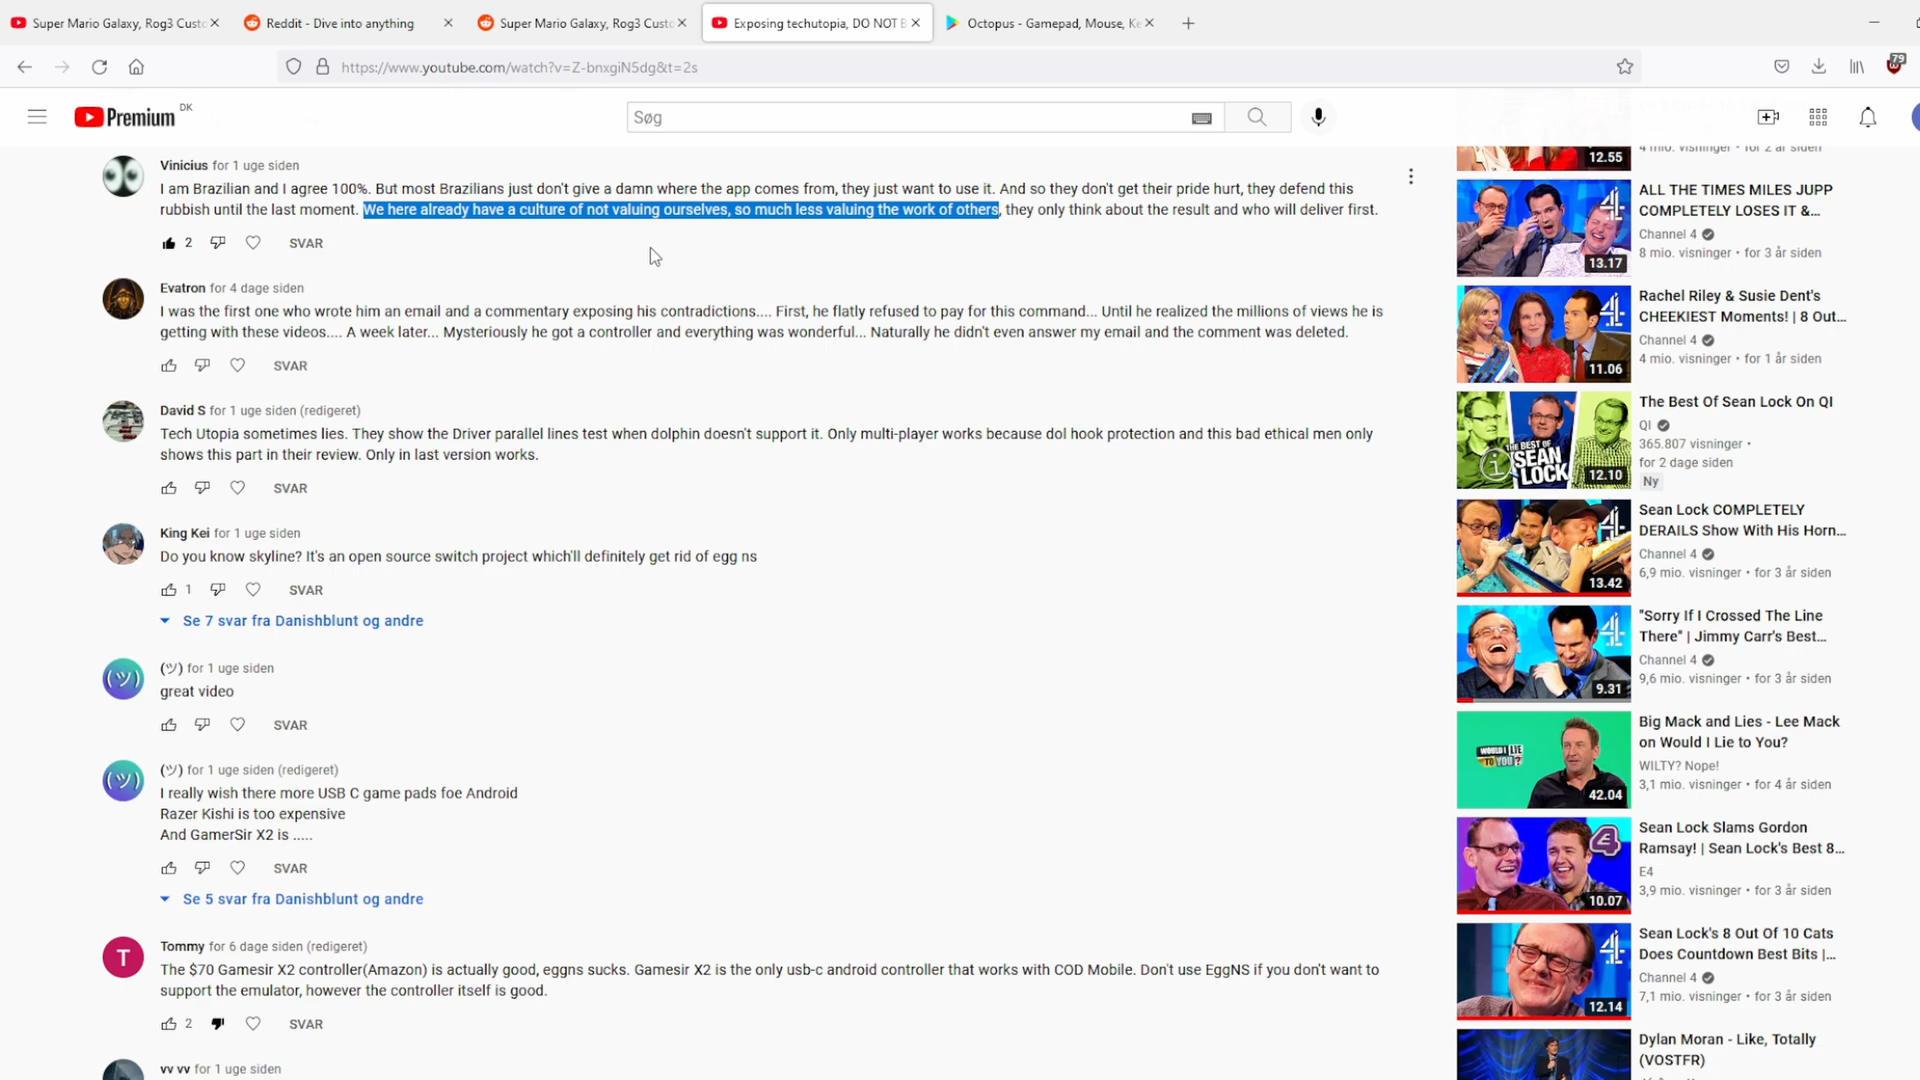 Super Mario Galaxy, Rog3 Custo
Reddit - Dive into anything
Super Mario Galaxy, Rog3 Custo
Exposing techutopia, DO NOT B
Octopus - Gamepad, Mouse, Ke
https://www.youtube.com/watch?v=Z-bnxgiN5dg&t=2s
79
Premium DK
Søg
Vinicius for 1 uge siden
I am Brazilian and I agree 100%. But most Brazilians just don't give a damn where the app comes from, they just want to use it. And so they don't get their pride hurt, they defend this
rubbish until the last moment. We here already have a culture of not valuing ourselves, so much less valuing the work of others, they only think about the result and who will deliver first.
2 SVAR
Evatron for 4 dage siden
I was the first one who wrote him an email and a commentary exposing his contradictions.... First, he flatly refused to pay for this command... Until he realized the millions of views he is
getting with these videos.... A week later... Mysteriously he got a controller and everything was wonderful... Naturally he didn't even answer my email and the comment was deleted.
SVAR
David S for 1 uge siden (redigeret)
Tech Utopia sometimes lies. They show the Driver parallel lines test when dolphin doesn't support it. Only multi-player works because dol hook protection and this bad ethical men only
shows this part in their review. Only in last version works.
SVAR
King Kei for 1 uge siden
Do you know skyline? It's an open source switch project which'll definitely get rid of egg ns
1 SVAR
Se 7 svar fra Danishblunt og andre
(ツ) for 1 uge siden
(ツ)
great video
SVAR
(ツ) for 1 uge siden (redigeret)
(ツ)
I really wish there more USB C game pads foe Android
Razer Kishi is too expensive
And GamerSir X2 is .....
SVAR
Se 5 svar fra Danishblunt og andre
T
Tommy for 6 dage siden (redigeret)
The $70 Gamesir X2 controller(Amazon) is actually good, eggns sucks. Gamesir X2 is the only usb-c android controller that works with COD Mobile. Don't use EggNS if you don't want to
support the emulator, however the controller itself is good.
2 SVAR
vv vv for 1 uge siden
12.55
4 mio. visninger • for 2 år siden
4
13.17
ALL THE TIMES MILES JUPP
COMPLETELY LOSES IT &...
Channel 4
8 mio. visninger • for 3 år siden
4
11.06
Rachel Riley & Susie Dent's
CHEEKIEST Moments! | 8 Out...
Channel 4
4 mio. visninger • for 1 år siden
THE BEST OF
SEAN
LOCK
12.10
The Best Of Sean Lock On QI
QI
365.807 visninger •
for 2 dage siden
Ny
4
13.42
Sean Lock COMPLETELY
DERAILS Show With His Horn...
Channel 4
6,9 mio. visninger • for 3 år siden
4
9.31
"Sorry If I Crossed The Line
There" | Jimmy Carr's Best...
Channel 4
9,6 mio. visninger • for 3 år siden
WOULD I LIE
TO YOU?
42.04
Big Mack and Lies - Lee Mack
on Would I Lie to You?
WILTY? Nope!
3,1 mio. visninger • for 4 år siden
4
10.07
Sean Lock Slams Gordon
Ramsay! | Sean Lock's Best 8...
E4
3,9 mio. visninger • for 3 år siden
4
12.14
Sean Lock's 8 Out Of 10 Cats
Does Countdown Best Bits |...
Channel 4
7,1 mio. visninger • for 3 år siden
Dylan Moran - Like, Totally
(VOSTFR)